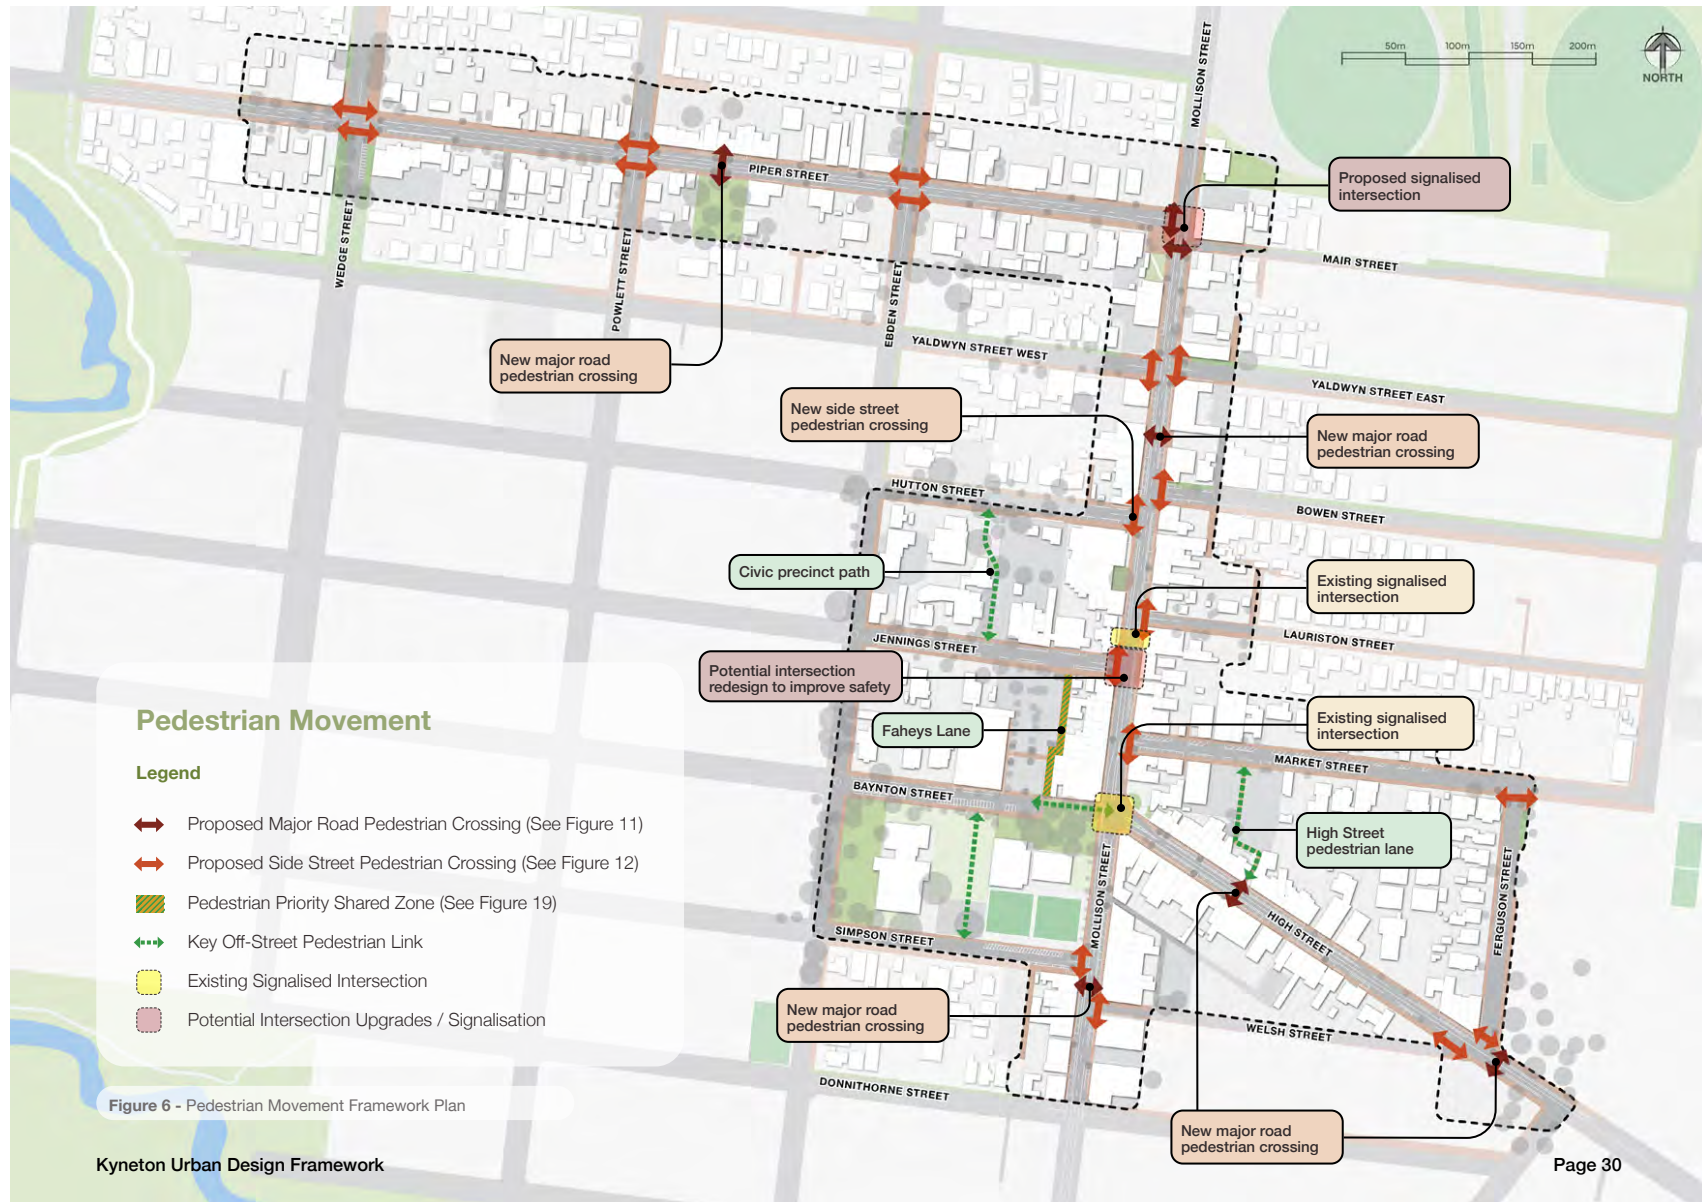 MOLLISON STREET
50m
100m
150m
200m
NORTH
Proposed signalised
intersection
PIPER STREET
WEDGE STREET
POWLETT STREET
EBDEN STREET
MAIR STREET
New major road
pedestrian crossing
YALDWYN STREET WEST
YALDWYN STREET EAST
New side street
pedestrian crossing
New major road
pedestrian crossing
HUTTON STREET
BOWEN STREET
Civic precinct path
Existing signalised
intersection
JENNINGS STREET
LAURISTON STREET
Potential intersection
redesign to improve safety
Faheys Lane
Existing signalised
intersection
MARKET STREET
BAYNTON STREET
High Street
pedestrian lane
MOLLISON STREET
HIGH STREET
FERGUSON STREET
SIMPSON STREET
New major road
pedestrian crossing
WELSH STREET
DONNITHORNE STREET
New major road
pedestrian crossing
Pedestrian Movement
Legend
Proposed Major Road Pedestrian Crossing (See Figure 11)
Proposed Side Street Pedestrian Crossing (See Figure 12)
Pedestrian Priority Shared Zone (See Figure 19)
Key Off-Street Pedestrian Link
Existing Signalised Intersection
Potential Intersection Upgrades / Signalisation
Figure 6 - Pedestrian Movement Framework Plan
Kyneton Urban Design Framework
Page 30